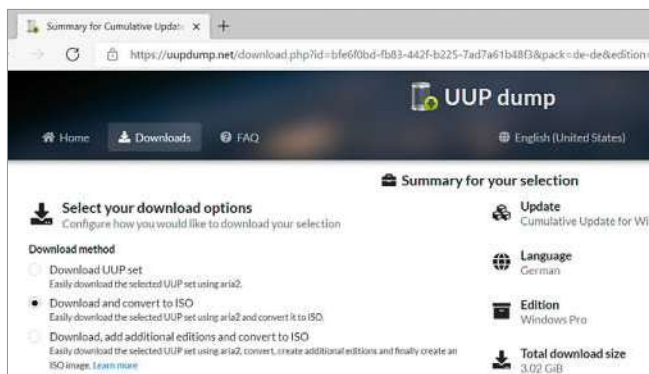 Summary for Cumulative Updat
https://uupdump.net/download.php?id=bfe6f0bd-fb83-442f-b225-7ad7a61b48f3&pack=de-de&edition=
UUP dump
Home
Downloads
FAQ
English (United States)
Summary for your selection
Select your download options
Configure how you would like to download your selection
Download method
Download UUP set
Easily download the selected UUP set using aria2.
Download and convert to ISO
Easily download the selected UUP set using aria2 and convert it to ISO.
Download, add additional editions and convert to ISO
Easily download the selected UUP set using aria2, convert, create additional editions and finally create an
ISO image. Learn more
Update
Cumulative Update for Wi
Language
German
Edition
Windows Pro
Total download size
3.02 GiB